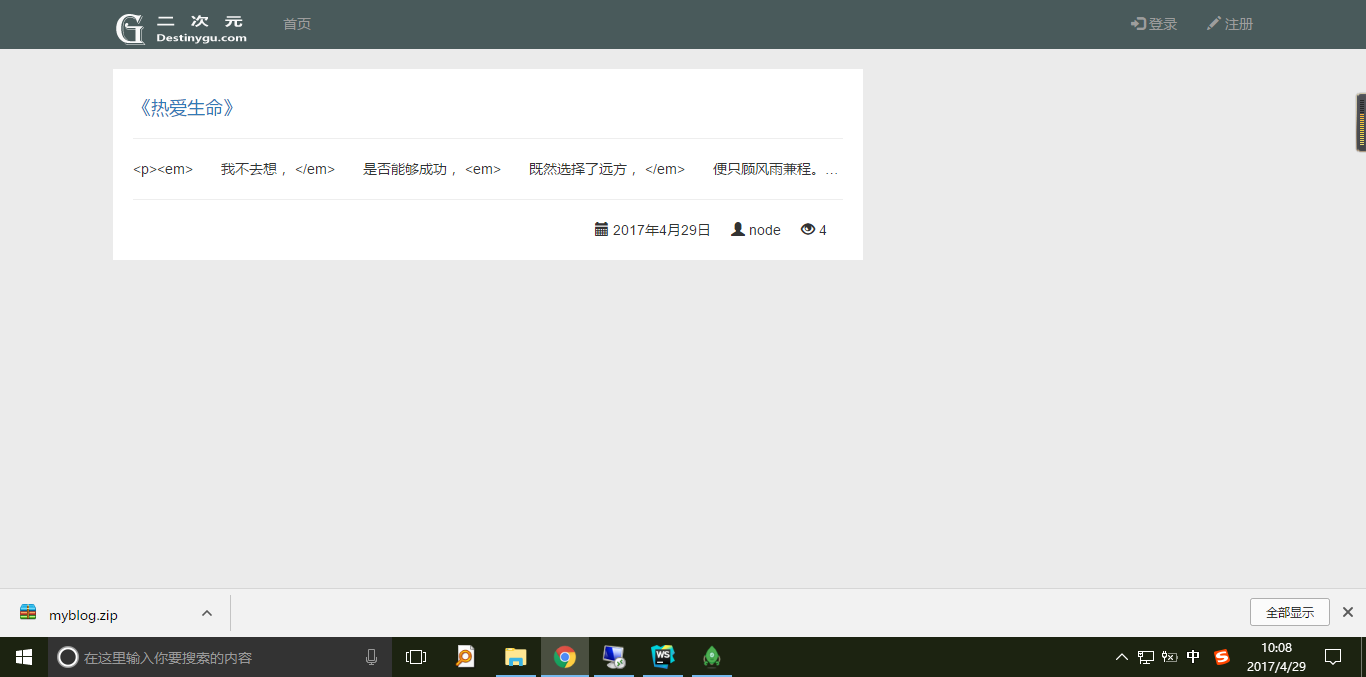 G 二 次 元 首页 登录 注册
Destinygu.com
《热爱生命》
<p><em> 我不去想， </em> 是否能够成功， <em> 既然选择了远方， </em> 便只顾风雨兼程。...
2017年4月29日 node 4
myblog.zip 全部显示
在这里输入你要搜索的内容 WS 中 S 10:08
2017/4/29